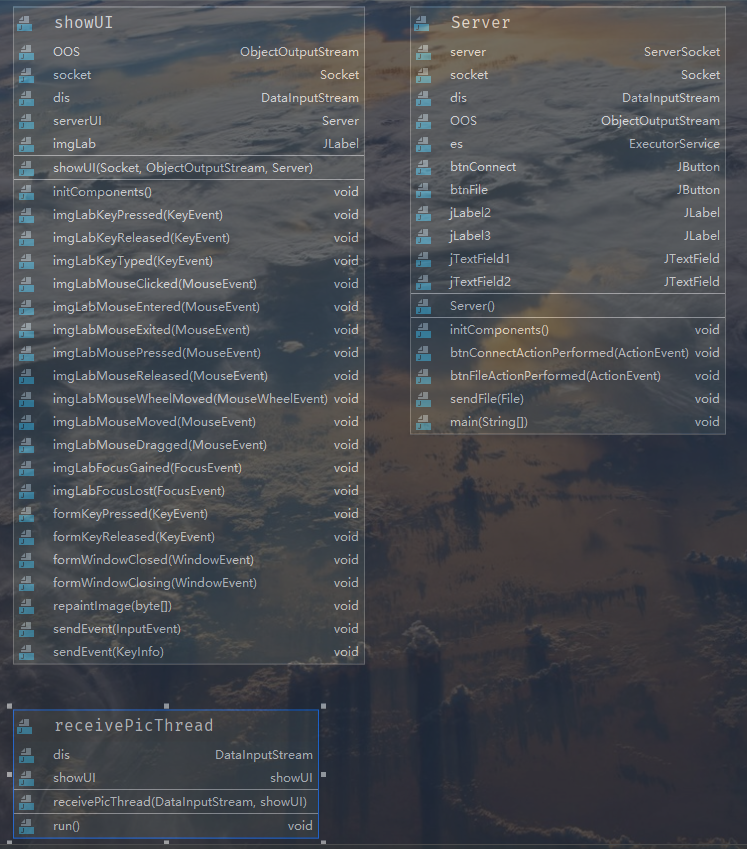 showUI
OOS ObjectOutputStream
socket Socket
dis DataInputStream
serverUI Server
imgLab JLabel
showUI(Socket, ObjectOutputStream, Server)
initComponents() void
imgLabKeyPressed(KeyEvent) void
imgLabKeyReleased(KeyEvent) void
imgLabKeyTyped(KeyEvent) void
imgLabMouseClicked(MouseEvent) void
imgLabMouseEntered(MouseEvent) void
imgLabMouseExited(MouseEvent) void
imgLabMousePressed(MouseEvent) void
imgLabMouseReleased(MouseEvent) void
imgLabMouseWheelMoved(MouseWheelEvent) void
imgLabMouseMoved(MouseEvent) void
imgLabMouseDragged(MouseEvent) void
imgLabFocusGained(FocusEvent) void
imgLabFocusLost(FocusEvent) void
formKeyPressed(KeyEvent) void
formKeyReleased(KeyEvent) void
formWindowClosed(WindowEvent) void
formWindowClosing(WindowEvent) void
repaintImage(byte[]) void
sendEvent(InputEvent) void
sendEvent(KeyInfo) void
Server
server ServerSocket
socket Socket
dis DataInputStream
OOS ObjectOutputStream
es ExecutorService
btnConnect JButton
btnFile JButton
jLabel2 JLabel
jLabel3 JLabel
jTextField1 JTextField
jTextField2 JTextField
Server()
initComponents() void
btnConnectActionPerformed(ActionEvent) void
btnFileActionPerformed(ActionEvent) void
sendFile(File) void
main(String[]) void
receivePicThread
dis DataInputStream
showUI showUI
receivePicThread(DataInputStream, showUI)
run() void